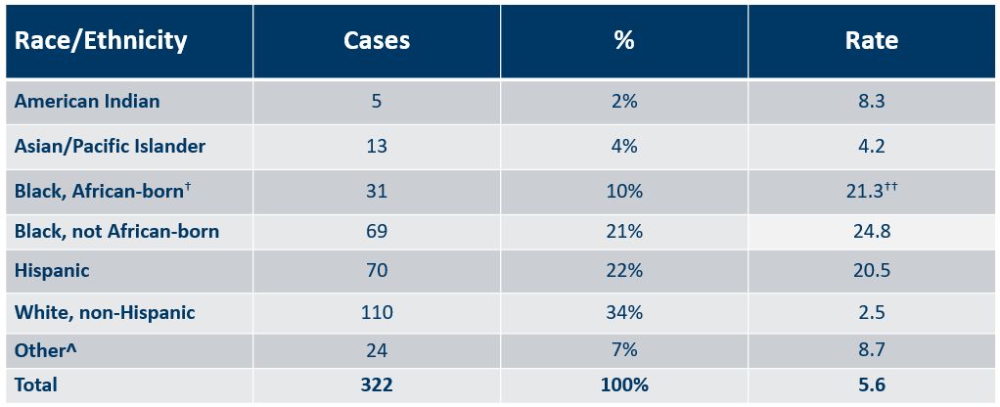 Race/Ethnicity Cases % Rate
American Indian 5 2% 8.3
Asian/Pacific Islander 13 4% 4.2
Black, African-born† 31 10% 21.3††
Black, not African-born 69 21% 24.8
Hispanic 70 22% 20.5
White, non-Hispanic 110 34% 2.5
Other^ 24 7% 8.7
Total 322 100% 5.6